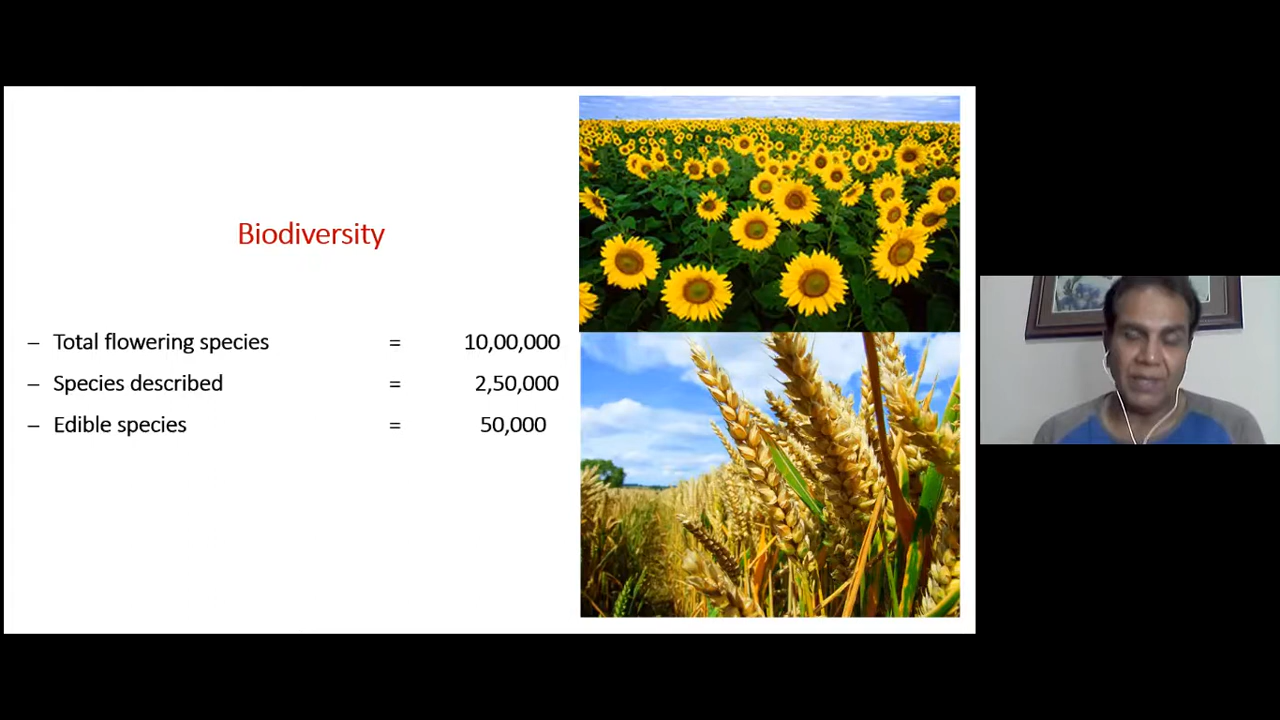 Biodiversity
– Total flowering species = 10,00,000
– Species described = 2,50,000
– Edible species = 50,000